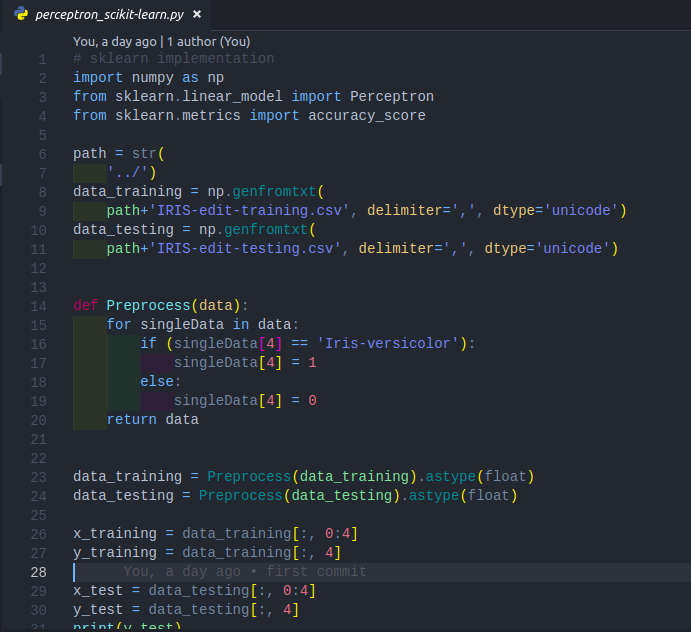 perceptron_scikit-learn.py ×
You, a day ago | 1 author (You)
1 # sklearn implementation
2 import numpy as np
3 from sklearn.linear_model import Perceptron
4 from sklearn.metrics import accuracy_score
5
6 path = str(
7     '../')
8 data_training = np.genfromtxt(
9     path+'IRIS-edit-training.csv', delimiter=',', dtype='unicode')
10 data_testing = np.genfromtxt(
11     path+'IRIS-edit-testing.csv', delimiter=',', dtype='unicode')
12
13
14 def Preprocess(data):
15     for singleData in data:
16         if (singleData[4] == 'Iris-versicolor'):
17             singleData[4] = 1
18         else:
19             singleData[4] = 0
20     return data
21
22
23 data_training = Preprocess(data_training).astype(float)
24 data_testing = Preprocess(data_testing).astype(float)
25
26 x_training = data_training[:, 0:4]
27 y_training = data_training[:, 4]
28 You, a day ago • first commit
29 x_test = data_testing[:, 0:4]
30 y_test = data_testing[:, 4]
31 print(y_test)